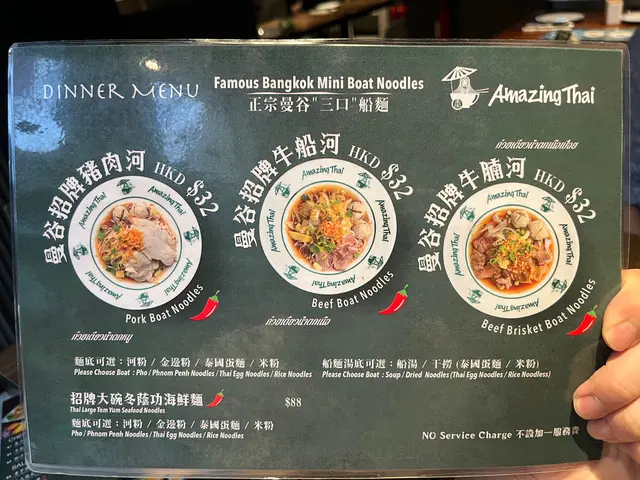 DINNER MENU
Famous Bangkok Mini Boat Noodles
正宗曼谷"三口"船麵
Amazing Thai
曼谷招牌豬肉河 HKD $32
Amazing Thai
Pork Boat Noodles
曼谷招牌牛船河 HKD $32
Amazing Thai
Beef Boat Noodles
曼谷招牌牛腩河 HKD $32
Amazing Thai
Beef Brisket Boat Noodles
麵底可選：河粉 / 金邊粉 / 泰國蛋麵 / 米粉
Please Choose : Pho / Phnom Penh Noodles / Thai Egg Noodles / Rice Noodles
船麵湯底可選：船湯 / 干撈 (泰國蛋麵 / 米粉)
Please Choose Boat : Soup / Dried Noodles (Thai Egg Noodles / Rice Noodless)
招牌大碗冬蔭功海鮮麵 $88
Thai Large Tom Yum Seafood Noodles
麵底可選：河粉 / 金邊粉 / 泰國蛋麵 / 米粉
Pho / Phnom Penh Noodles / Thai Egg Noodles / Rice Noodles
NO Service Charge 不設加一服務費